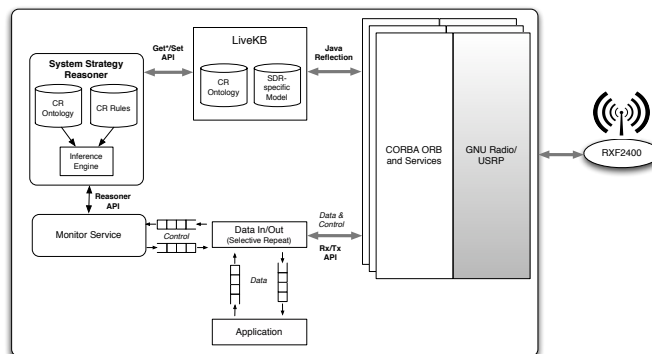 System Strategy
Reasoner
CR
Ontology
CR Rules
Inference
Engine
Get*/Set
API
LiveKB
CR
Ontology
SDR-
specific
Model
Java
Reflection
CORBA ORB
and Services
GNU Radio/
USRP
RXF2400
Reasoner
API
Monitor Service
Control
Data In/Out
(Selective Repeat)
Data &
Control
Rx/Tx
API
Data
Application